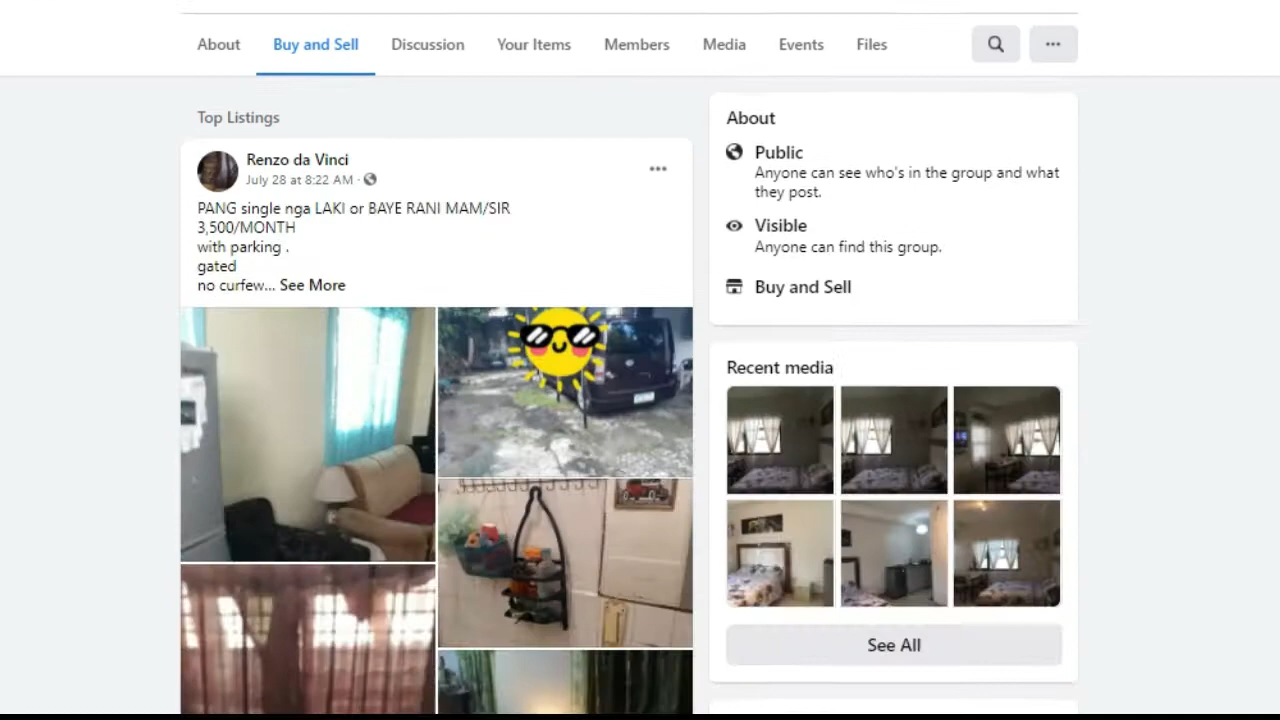 About
Buy and Sell
Discussion
Your Items
Members
Media
Events
Files
Top Listings
Renzo da Vinci
July 28 at 8:22 AM ·
PANG single nga LAKI or BAYE RANI MAM/SIR
3,500/MONTH
with parking .
gated
no curfew... See More
About
Public
Anyone can see who's in the group and what
they post.
Visible
Anyone can find this group.
Buy and Sell
Recent media
See All